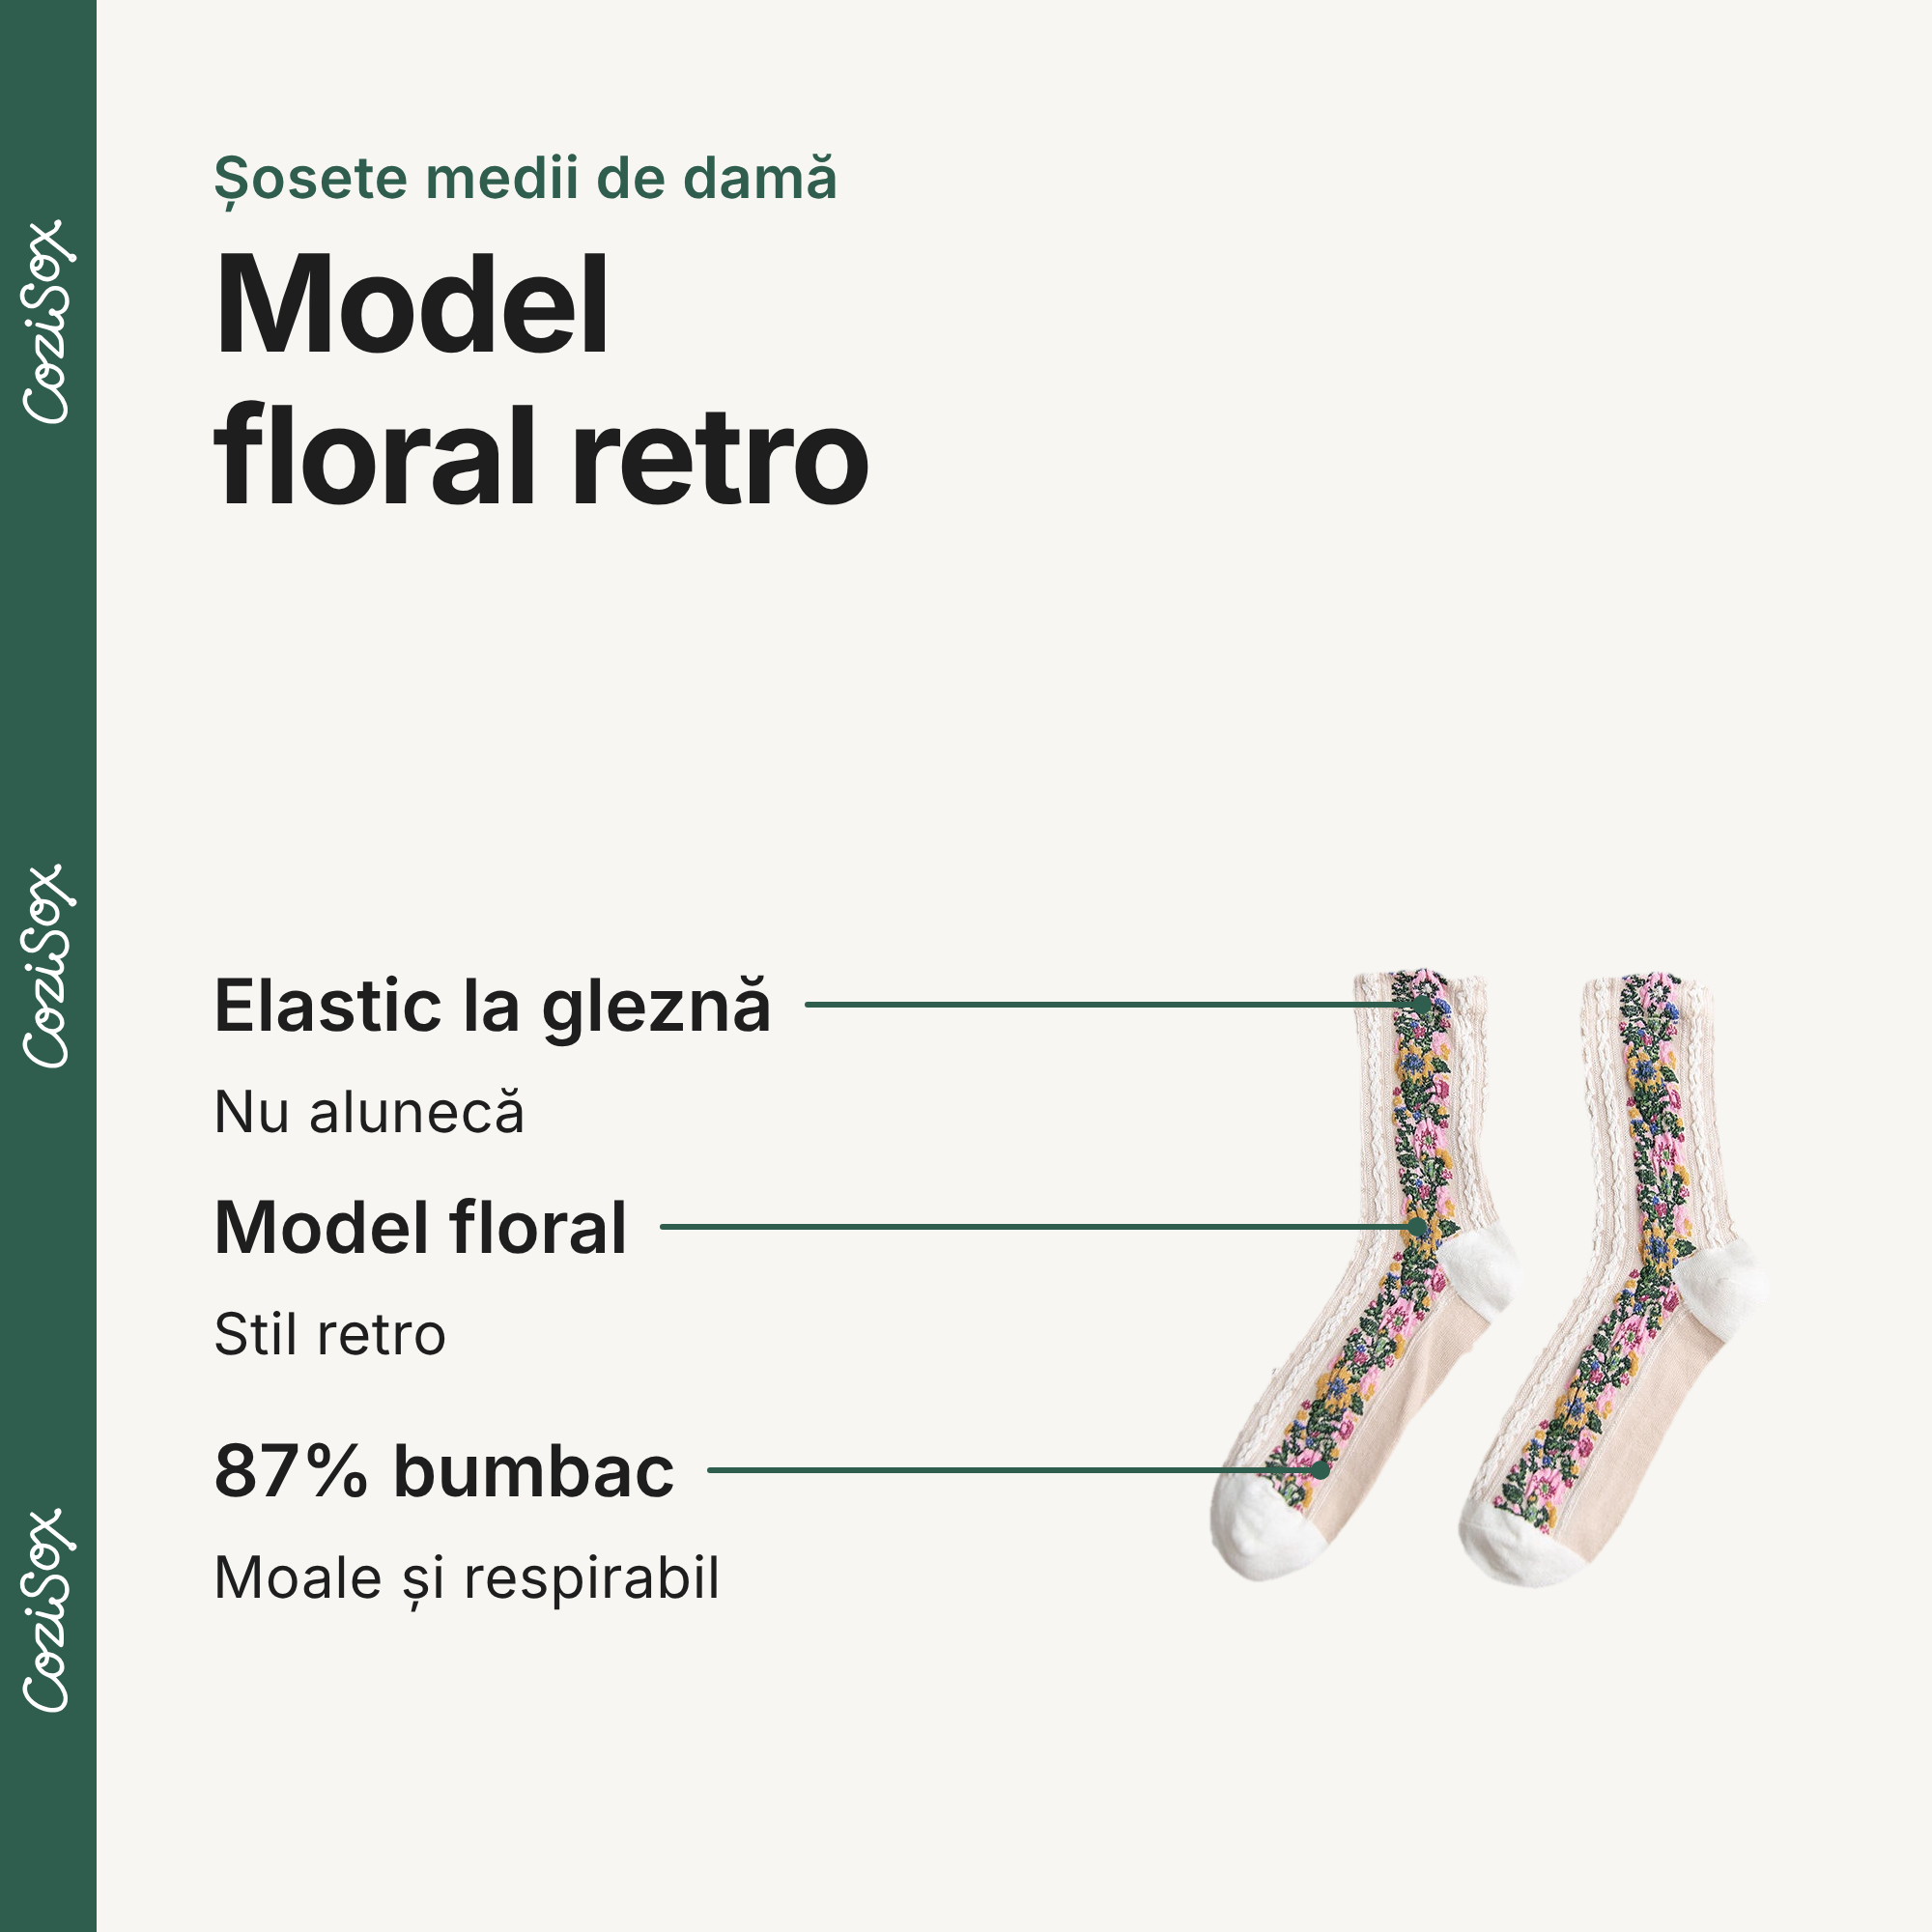 CoziSox
CoziSox
CoziSox
Șosete medii de damă
Model
floral retro
Elastic la gleznă
Nu alunecă
Model floral
Stil retro
87% bumbac
Moale și respirabil